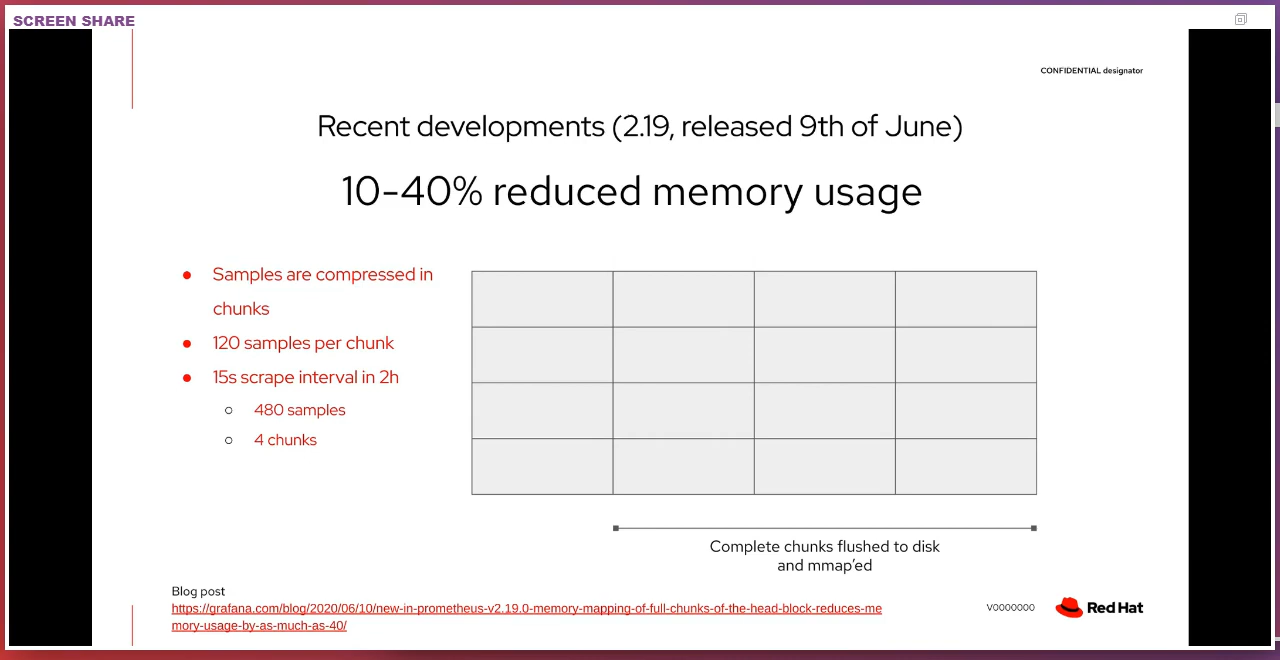 SCREEN SHARE
CONFIDENTIAL designator
Recent developments (2.19, released 9th of June)
10-40% reduced memory usage
● Samples are compressed in
chunks
● 120 samples per chunk
● 15s scrape interval in 2h
○ 480 samples
○ 4 chunks
Complete chunks flushed to disk
and mmap'ed
Blog post
https://grafana.com/blog/2020/06/10/new-in-prometheus-v2.19.0-memory-mapping-of-full-chunks-of-the-head-block-reduces-me
mory-usage-by-as-much-as-40/
V0000000
Red Hat